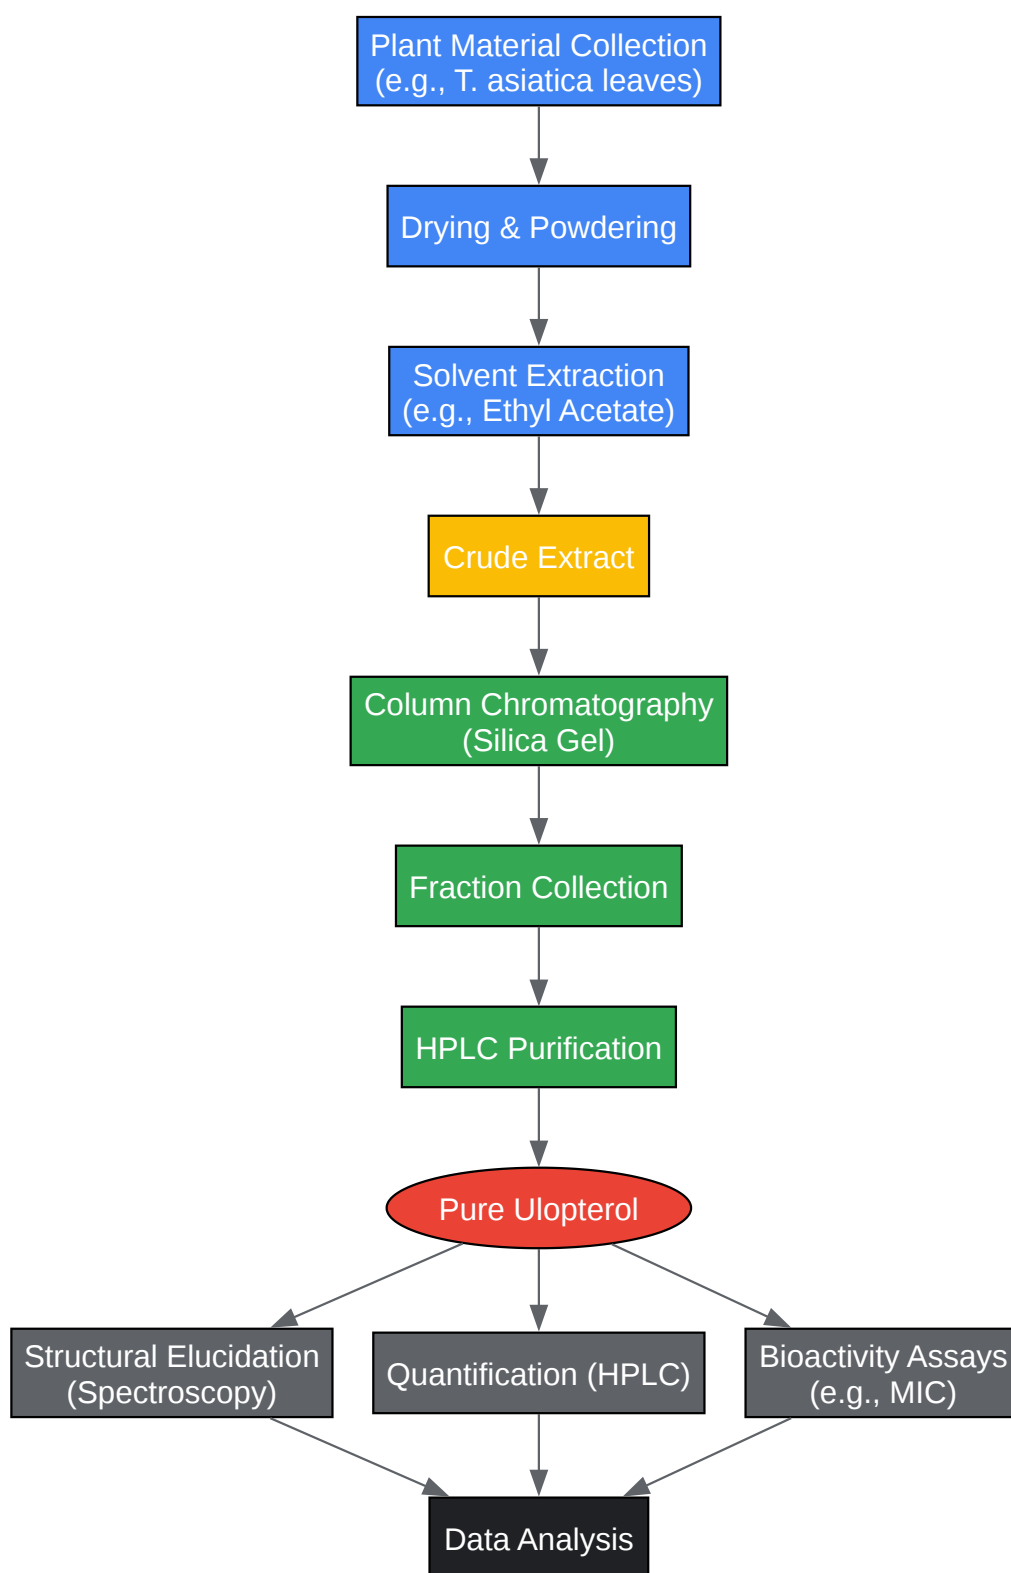 Plant Material Collection
(e.g., T. asiatica leaves)
Drying & Powdering
Solvent Extraction
(e.g., Ethyl Acetate)
Crude Extract
Column Chromatography
(Silica Gel)
Fraction Collection
HPLC Purification
Pure Ulopterol
Structural Elucidation
(Spectroscopy)
Quantification (HPLC)
Bioactivity Assays
(e.g., MIC)
Data Analysis